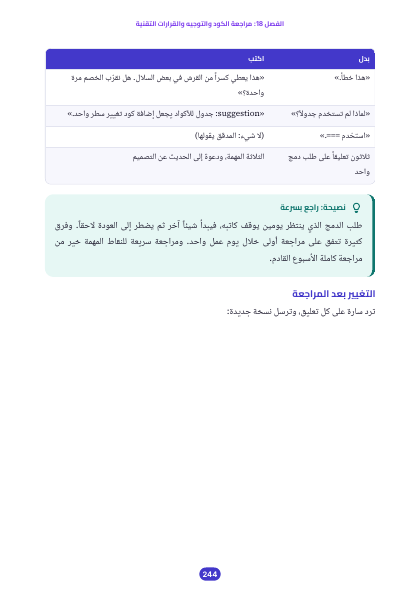 الفصل 18: مراجعة الكود والتوجيه والقرارات التقنية
بدل
اكتب
«هذا خطأ.»
«هذا يعطي كسراً من القرش في بعض السلال. هل نقرّب الخصم مرة
واحدة؟»
«لماذا لم تستخدم جدولاً؟»
«suggestion: جدول للأكواد يجعل إضافة كود تغيير سطر واحد.»
«استخدم ===.»
(لا شيء: المدقق يقولها)
ثلاثون تعليقاً على طلب دمج
واحد
الثلاثة المهمة، ودعوة إلى الحديث عن التصميم
نصيحة: راجع بسرعة
طلب الدمج الذي ينتظر يومين يوقف كاتبه، فيبدأ شيئاً آخر ثم يضطر إلى العودة لاحقاً. وفرق
كثيرة تتفق على مراجعة أولى خلال يوم عمل واحد. ومراجعة سريعة للنقاط المهمة خير من
مراجعة كاملة الأسبوع القادم.
التغيير بعد المراجعة
ترد سارة على كل تعليق، وترسل نسخة جديدة:
244